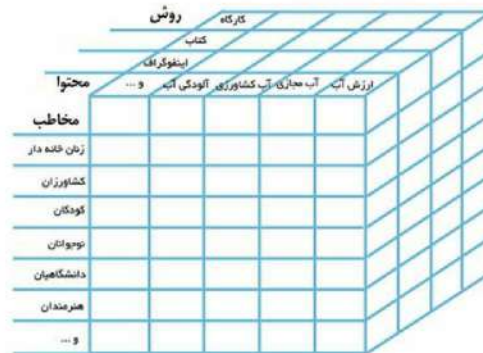 روش
کارگاه
کتاب
اینفوگراف
محتوا
ارزش آب
آب مجازی
آب کشاورزی
آلودگی آب
و ...
مخاطب
زنان خانه دار
کشاورزان
کودکان
نوجوانان
دانشگاهیان
هنرمندان
و ...